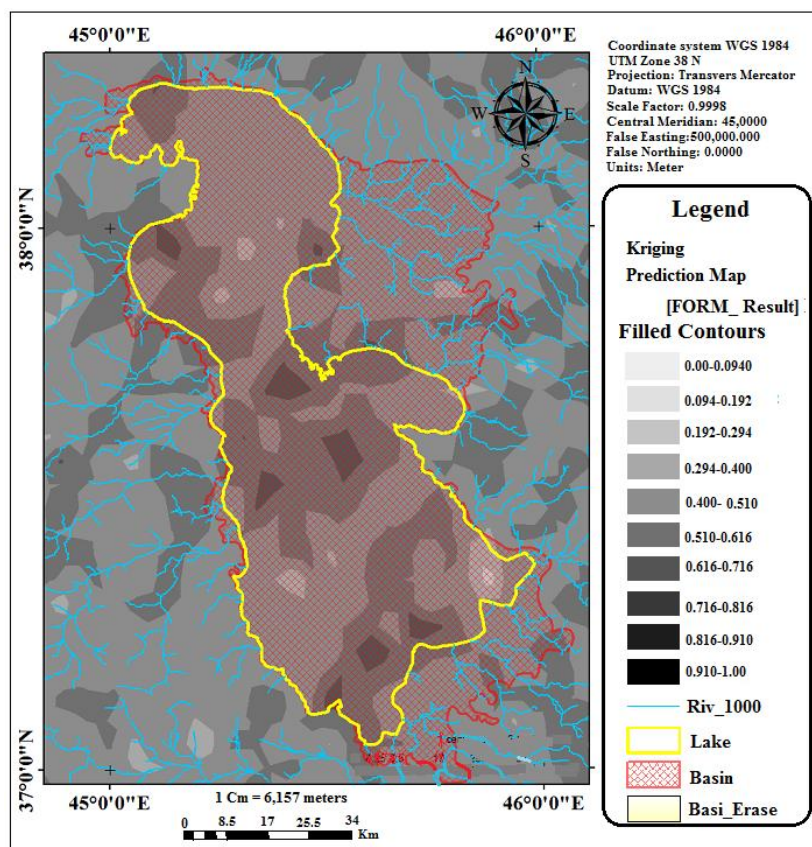 45°0'0"E
46°0'0"E
38°0'0"N
37°0'0"N
45°0'0"E
46°0'0"E
N
W
E
S
1 Cm = 6,157 meters
0 8.5 17 25.5 34
Km
Coordinate system WGS 1984
UTM Zone 38 N
Projection: Transvers Mercator
Datum: WGS 1984
Scale Factor: 0.9998
Central Meridian: 45,0000
False Easting:500,000.000
False Northing: 0.0000
Units: Meter
Legend
Kriging
Prediction Map
[FORM_ Result]
Filled Contours
0.00-0.0940
0.094-0.192
0.192-0.294
0.294-0.400
0.400- 0.510
0.510-0.616
0.616-0.716
0.716-0.816
0.816-0.910
0.910-1.00
Riv_1000
Lake
Basin
Basi_Erase